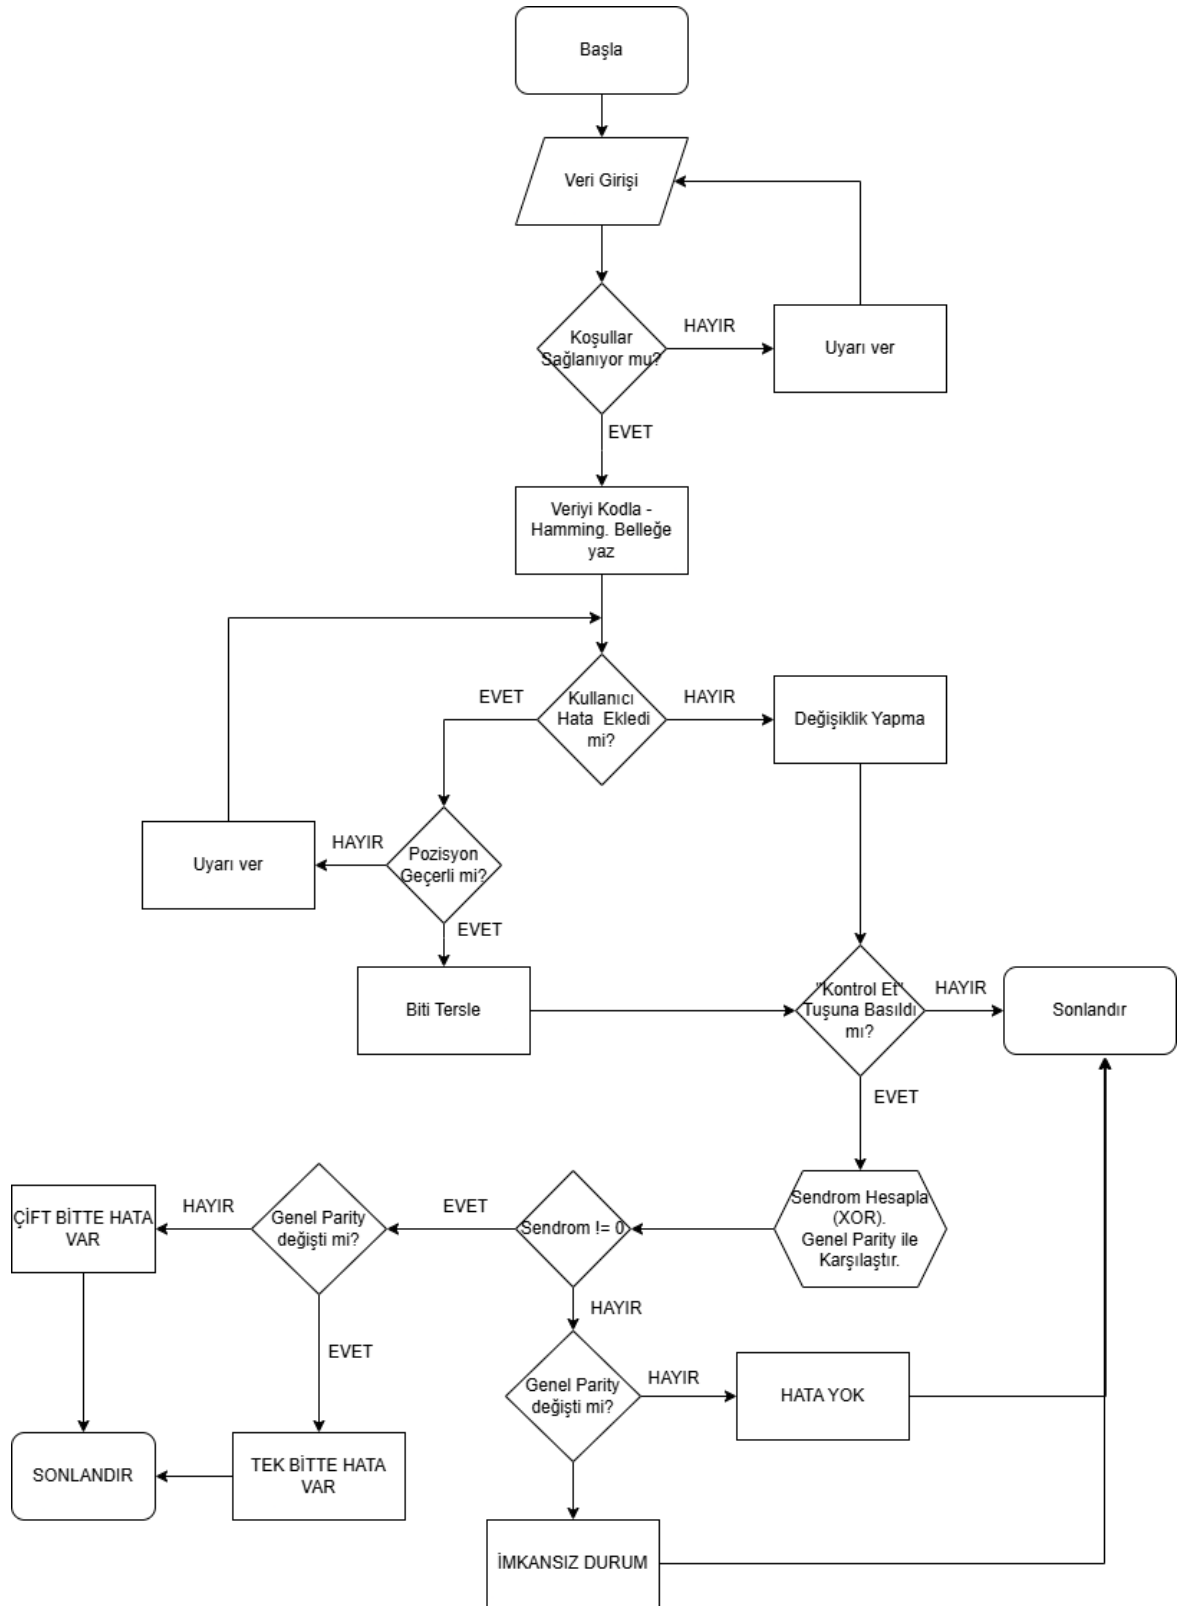 Başla
Veri Girişi
Koşullar
Sağlanıyor mu?
HAYIR
Uyarı ver
EVET
Veriyi Kodla -
Hamming. Belleğe
yaz
Kullanıcı
Hata  Ekledi
mi?
EVET
HAYIR
Değişiklik Yapma
Pozisyon
Geçerli mi?
HAYIR
Uyarı ver
EVET
Biti Tersle
"Kontrol Et"
Tuşuna Basıldı
mı?
HAYIR
Sonlandır
EVET
Sendrom Hesapla
(XOR).
Genel Parity ile
Karşılaştır.
Sendrom != 0
EVET
Genel Parity
değişti mi?
HAYIR
ÇİFT BİTTE HATA
VAR
EVET
TEK BİTTE HATA
VAR
SONLANDIR
HAYIR
Genel Parity
değişti mi?
HAYIR
HATA YOK
İMKANSIZ DURUM